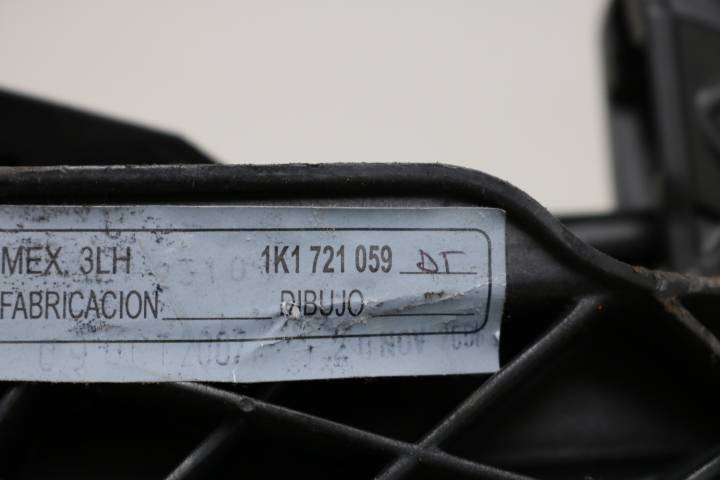 MEX. 3LH 1K1 721 059 DT
FABRICACION DIBUJO